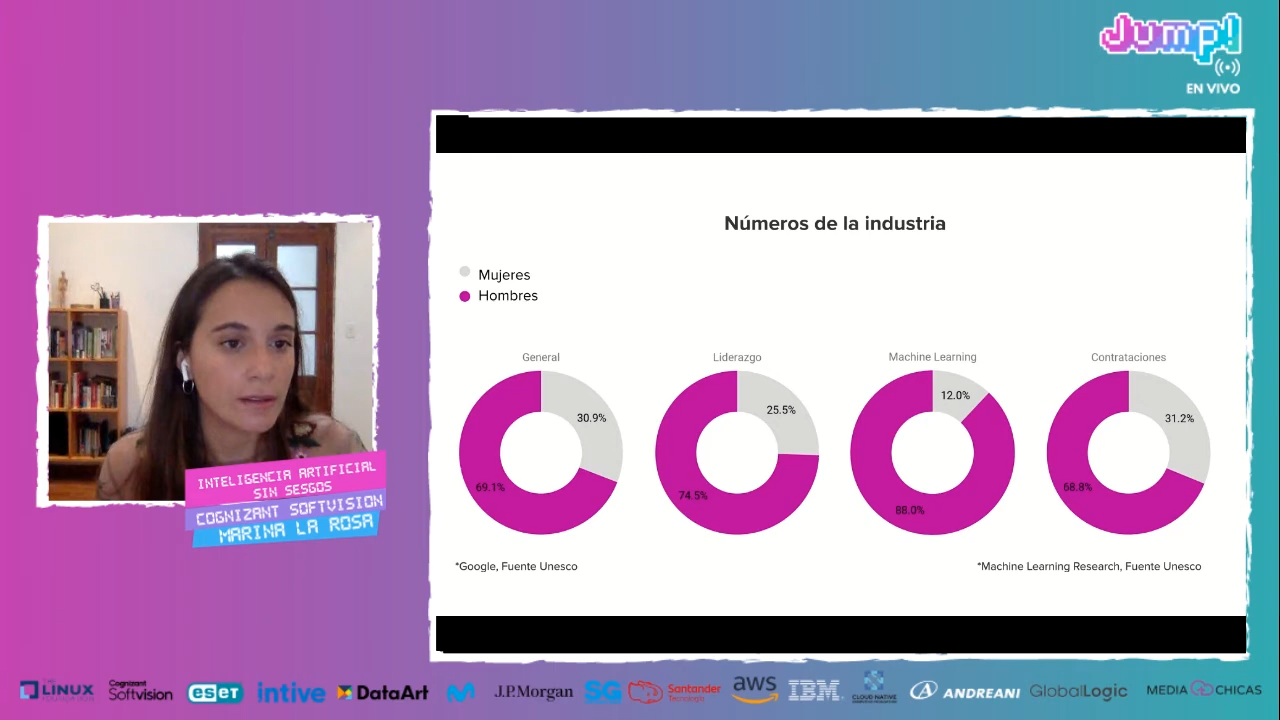 Jump!
EN VIVO
Números de la industria
Mujeres
Hombres
General
Liderazgo
Machine Learning
Contrataciones
30.9%
69.1%
25.5%
74.5%
12.0%
88.0%
31.2%
68.8%
*Google, Fuente Unesco
*Machine Learning Research, Fuente Unesco
INTELIGENCIA ARTIFICIAL
SIN SESGOS
COGNIZANT SOFTVISION
MARINA LA ROSA
THE
LINUX
FOUNDATION
Cognizant
Softvision
eseT
intive
DataArt
J.P.Morgan
SG
Santander
Tecnología
aws
IBM
CLOUD NATIVE
ANDREANI
GlobalLogic
MEDIA CHICAS